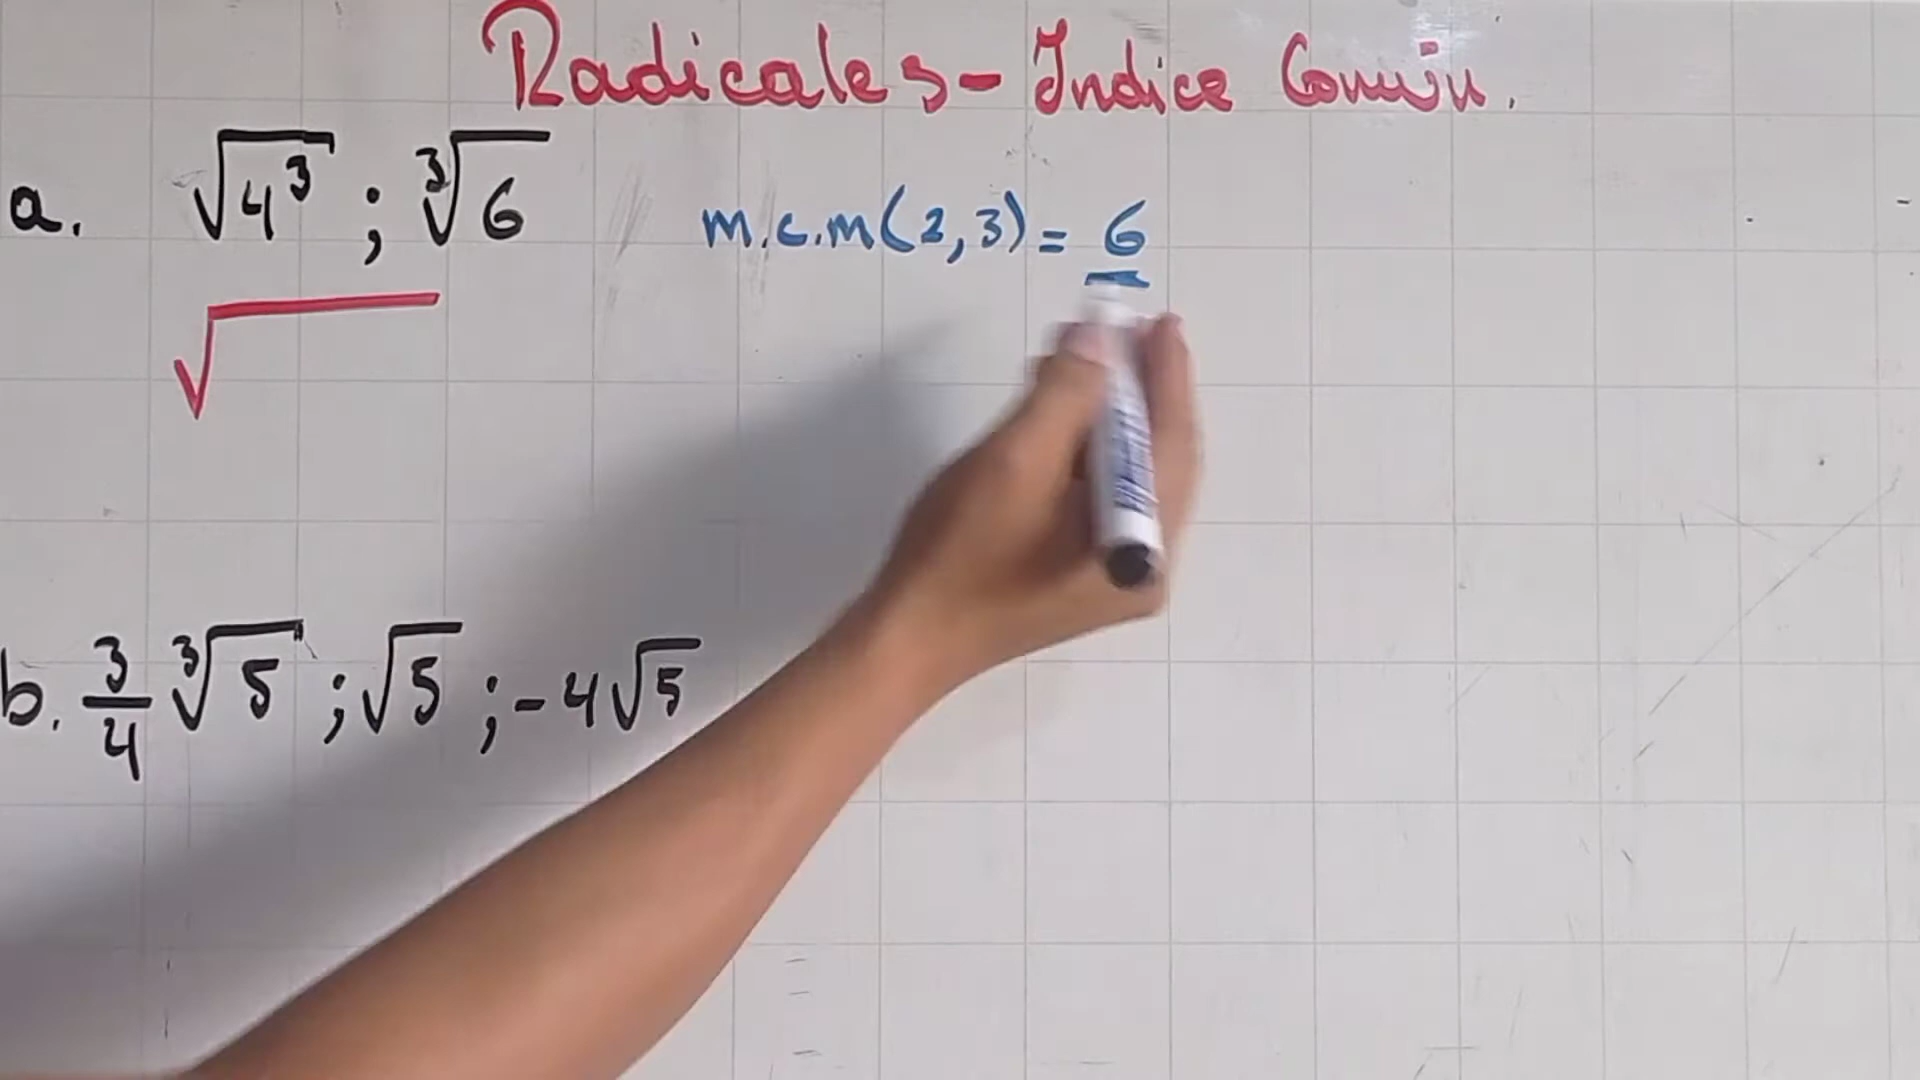 Radicales - Indice Común.
a. √4³ ; ∛6 m.c.m(2,3) = 6
√
b. 3/4 ∛5 ; √5 ; -4√5